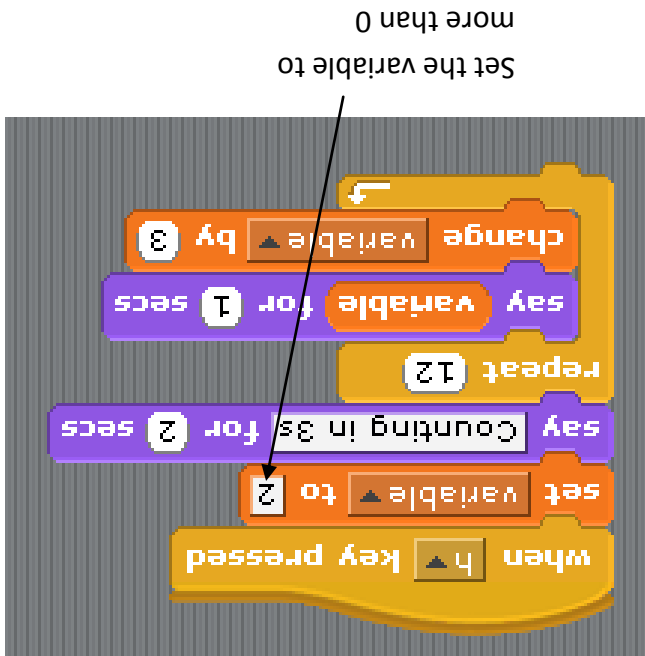 when h key pressed
set variable to 2
say Counting in 3s for 2 secs
repeat 12
say variable for 1 secs
change variable by 3
Set the variable to
more than 0